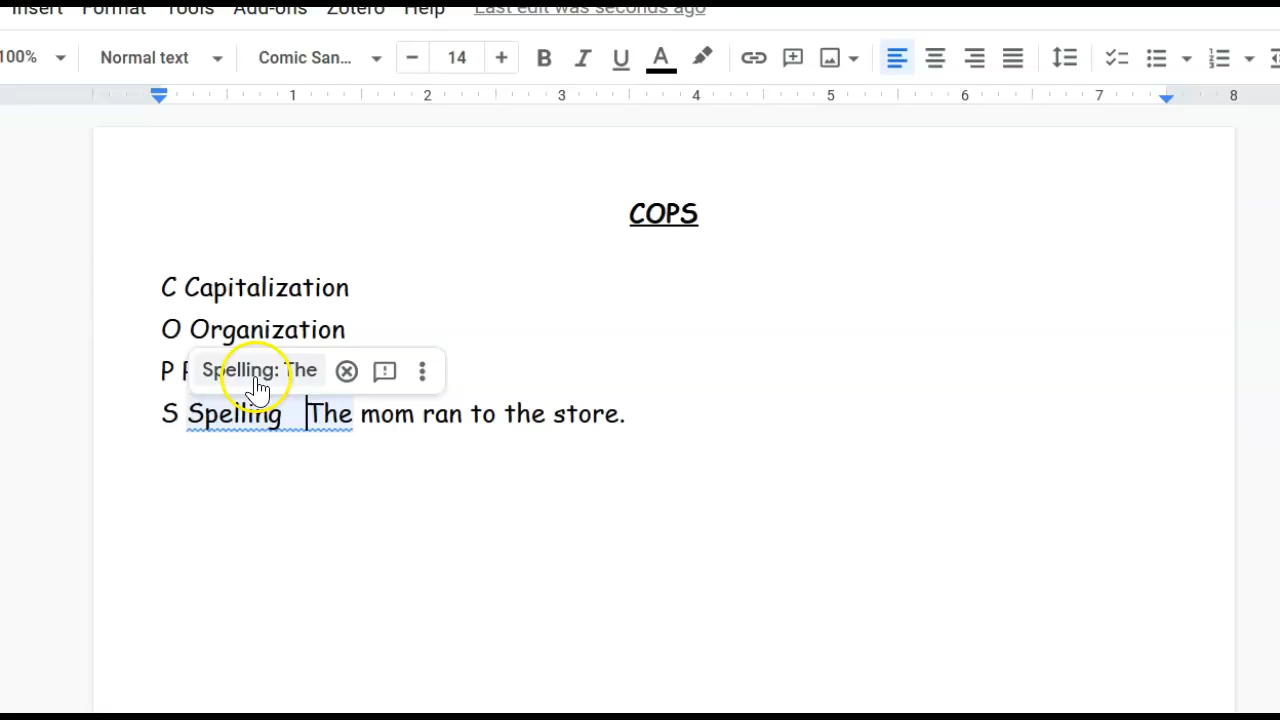 Insert Format Tools Add-ons Zotero Help Last edit was seconds ago
100% Normal text Comic San... 14 B I U A
1 2 3 4 5 6 7 8
COPS
C Capitalization
O Organization
P
Spelling: The
S Spelling The mom ran to the store.